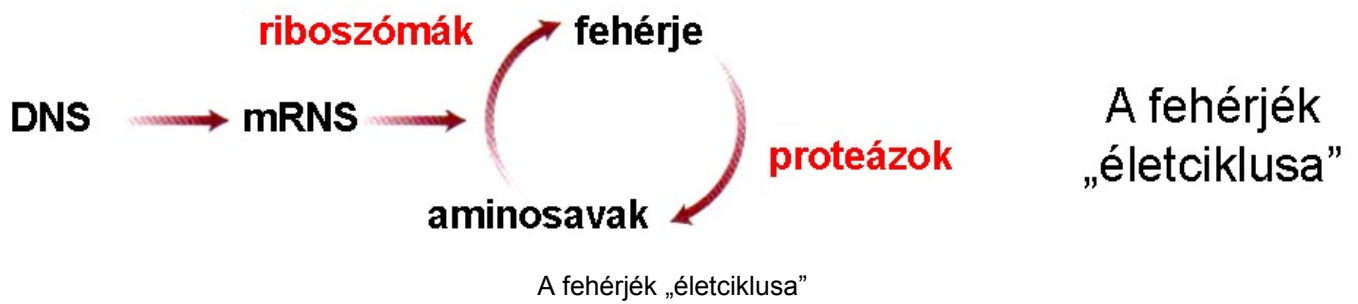 riboszómák
fehérje
DNS
mRNS
proteázok
aminosavak
A fehérjék
„életciklusa”
A fehérjék „életciklusa”